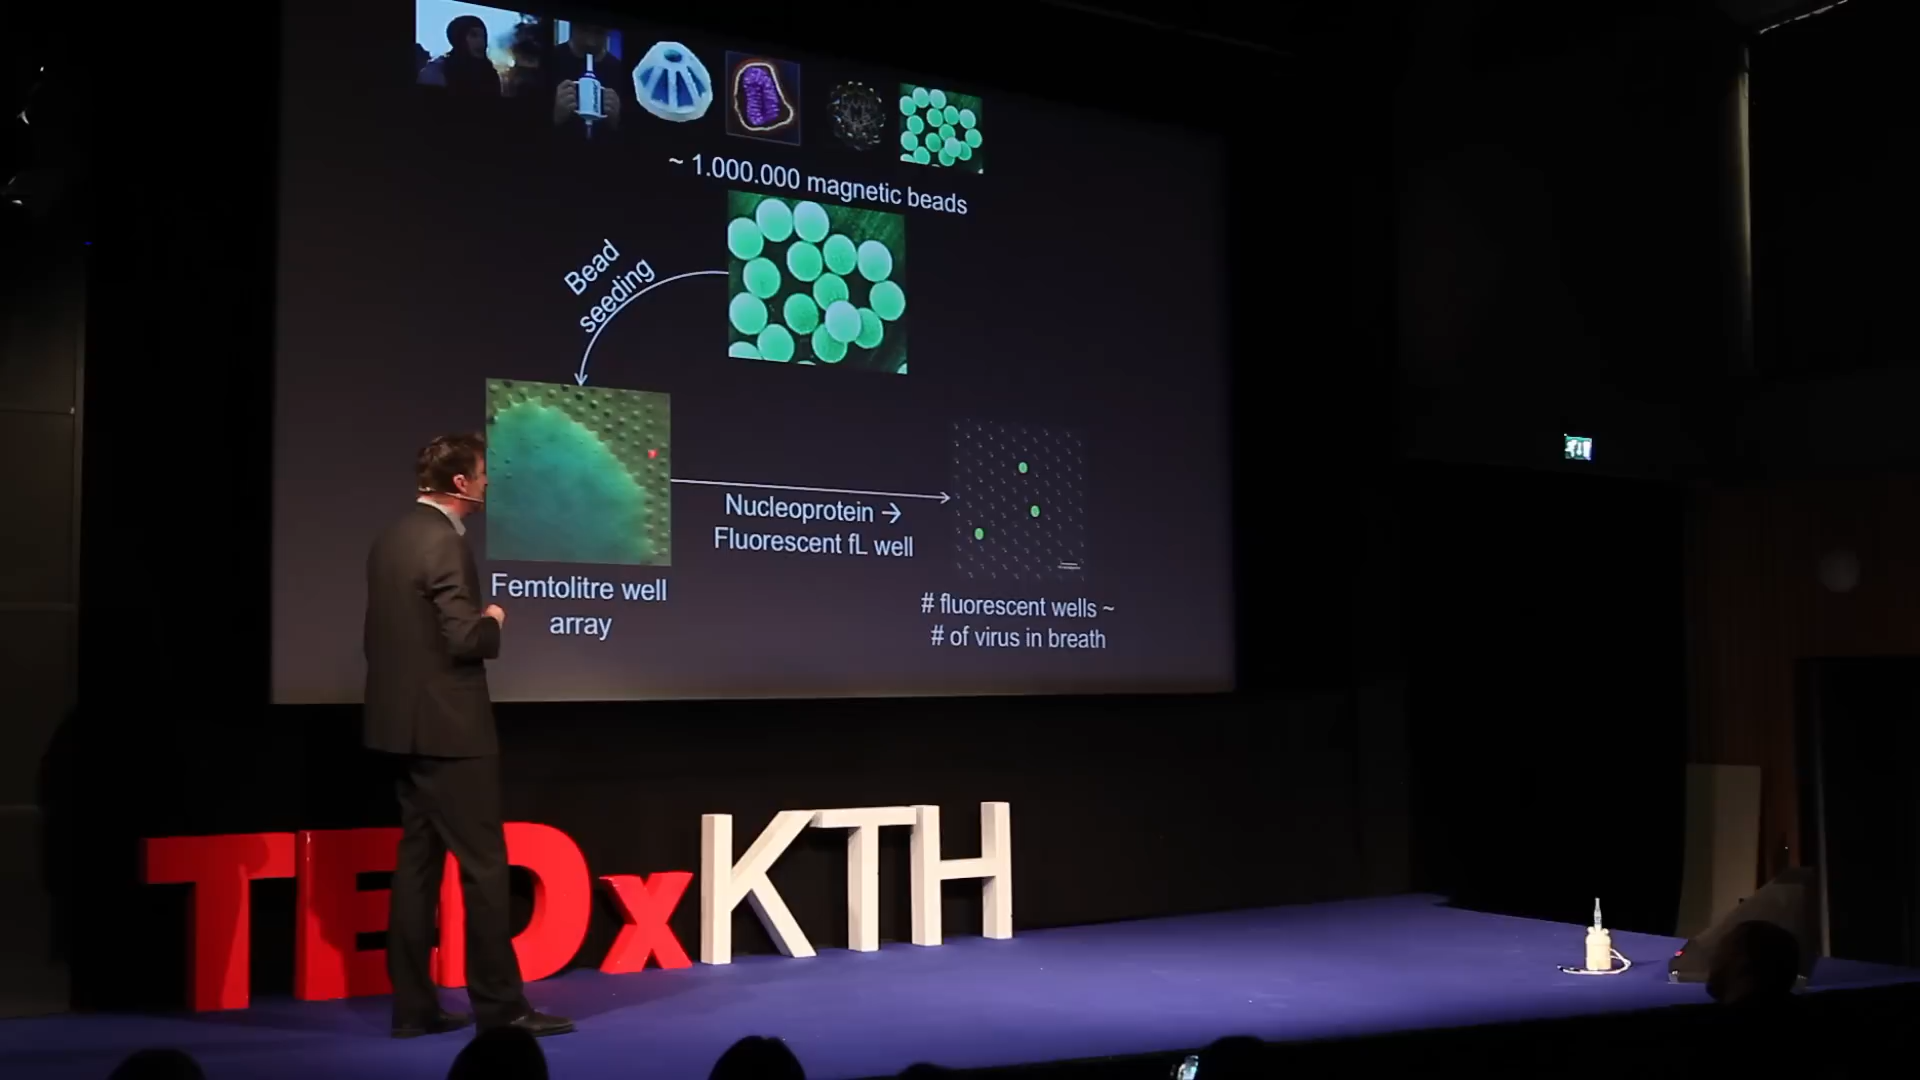 ~ 1.000.000 magnetic beads
Bead
seeding
Nucleoprotein →
Fluorescent fL well
Femtolitre well
array
# fluorescent wells ~
# of virus in breath
TEDxKTH